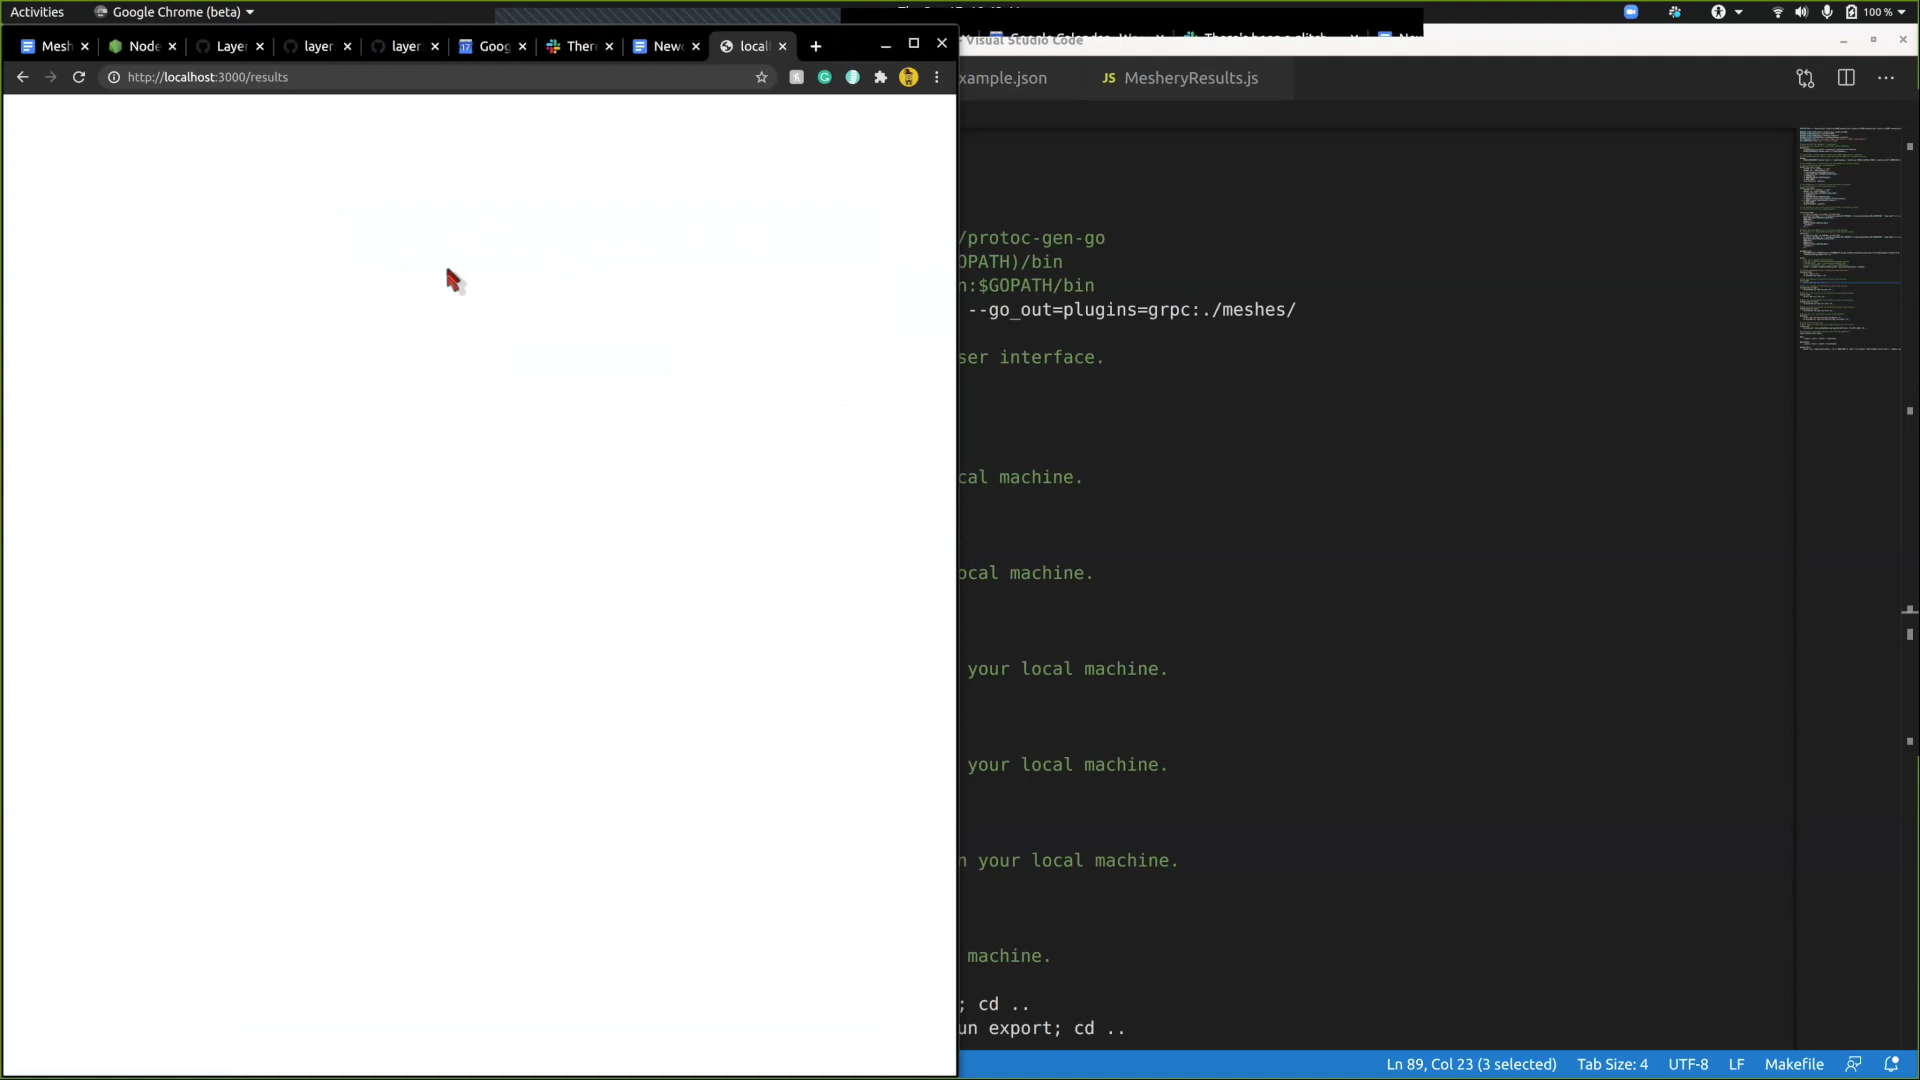 Activities
Google Chrome (beta)
100 %
Mesh
Node
Laye
layer
layer
Goog
Ther
New
local
http://localhost:3000/results
Visual Studio Code
xample.json
JS MesheryResults.js
/protoc-gen-go
OPATH)/bin
n:$GOPATH/bin
--go_out=plugins=grpc:./meshes/
ser interface.
cal machine.
ocal machine.
your local machine.
your local machine.
n your local machine.
machine.
; cd ..
un export; cd ..
Ln 89, Col 23 (3 selected)
Tab Size: 4
UTF-8
LF
Makefile